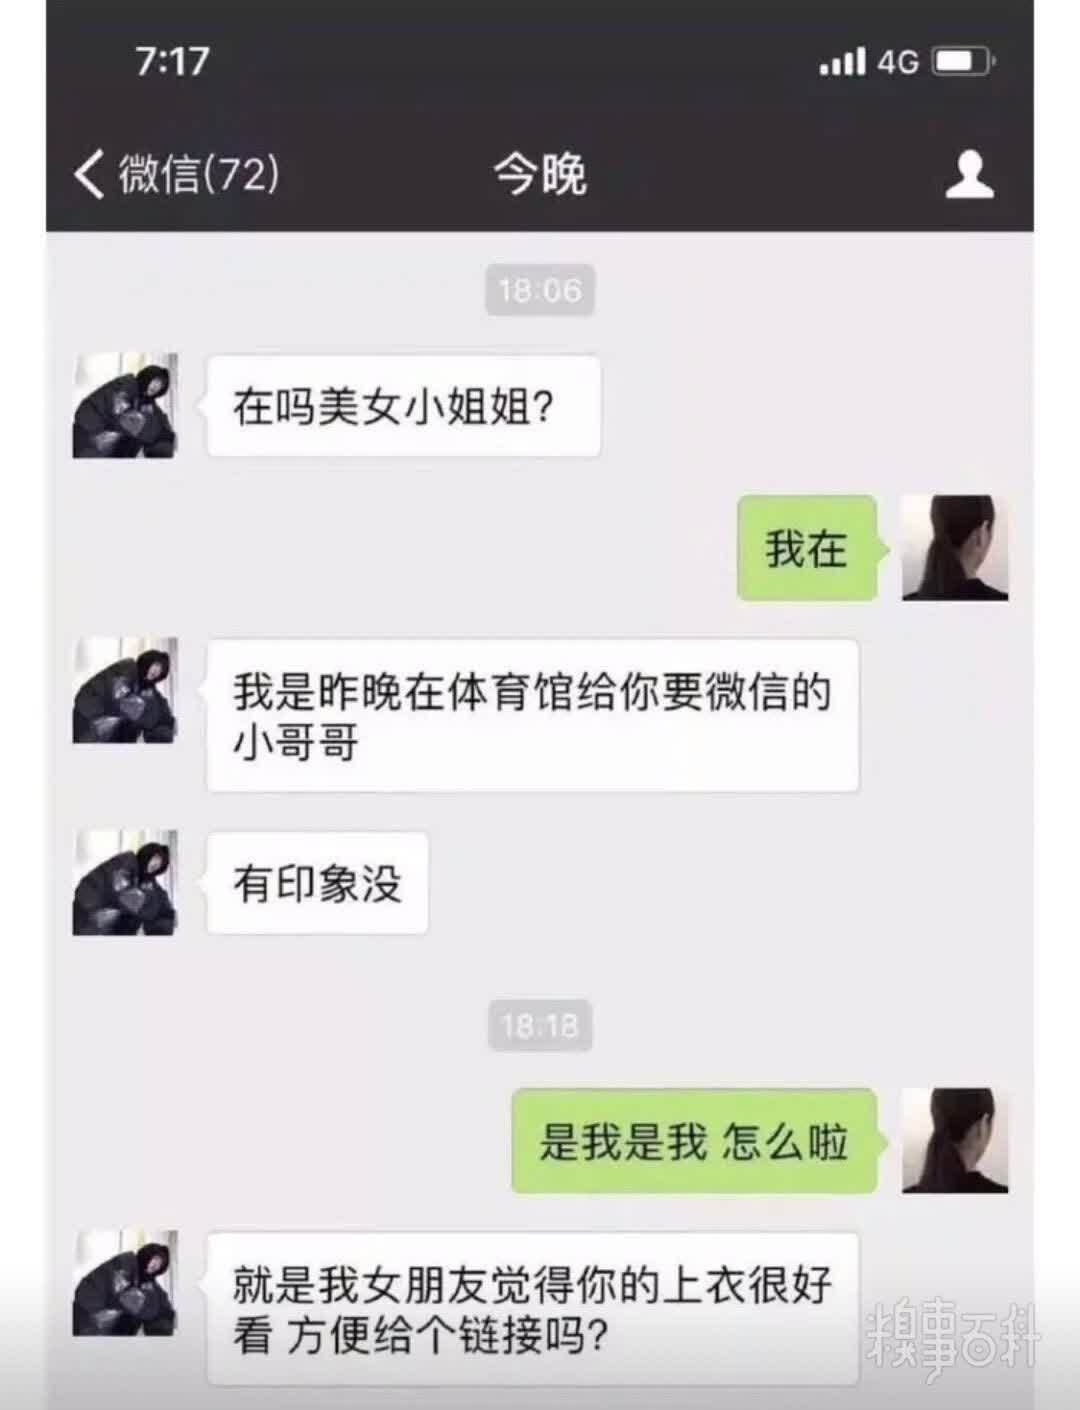 7:17
4G
微信(72)
今晚
18:06
在吗美女小姐姐?
我在
我是昨晚在体育馆给你要微信的
小哥哥
有印象没
18:18
是我是我 怎么啦
就是我女朋友觉得你的上衣很好
看 方便给个链接吗?
糗事百科